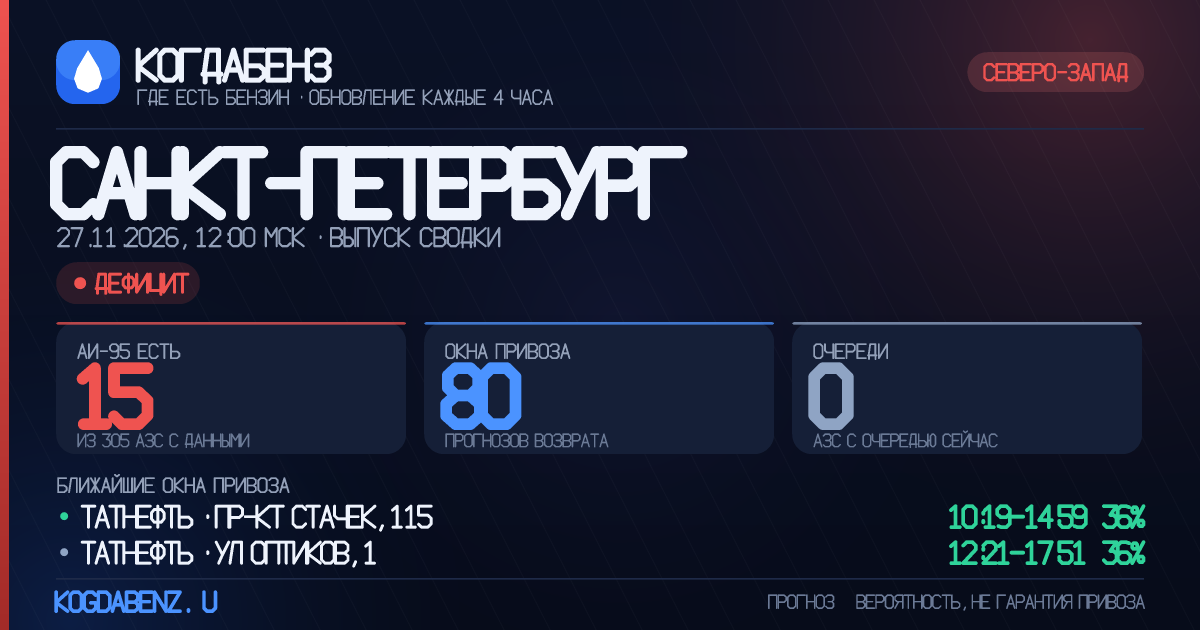 КОГДАБЕНЗ
ГДЕ ЕСТЬ БЕНЗИН · ОБНОВЛЕНИЕ КАЖДЫЕ 4 ЧАСА
СЕВЕРО-ЗАПАД
САНКТ-ПЕТЕРБУРГ
27.11.2026, 12:00 МСК · ВЫПУСК СВОДКИ
• ДЕФИЦИТ
АИ-95 ЕСТЬ
15
ИЗ 305 АЗС С ДАННЫМИ
ОКНА ПРИВОЗА
80
ПРОГНОЗОВ ВОЗВРАТА
ОЧЕРЕДИ
0
АЗС С ОЧЕРЕДЬЮ СЕЙЧАС
БЛИЖАЙШИЕ ОКНА ПРИВОЗА
• ТАТНЕФТЬ · ПР-КТ СТАЧЕК, 115 10:19-14 59 36%
• ТАТНЕФТЬ · УЛ ОПТИКОВ, 1 12:21-17 51 36%
KOGDABENZ. U
ПРОГНОЗ ВЕРОЯТНОСТЬ, НЕ ГАРАНТИЯ ПРИВОЗА